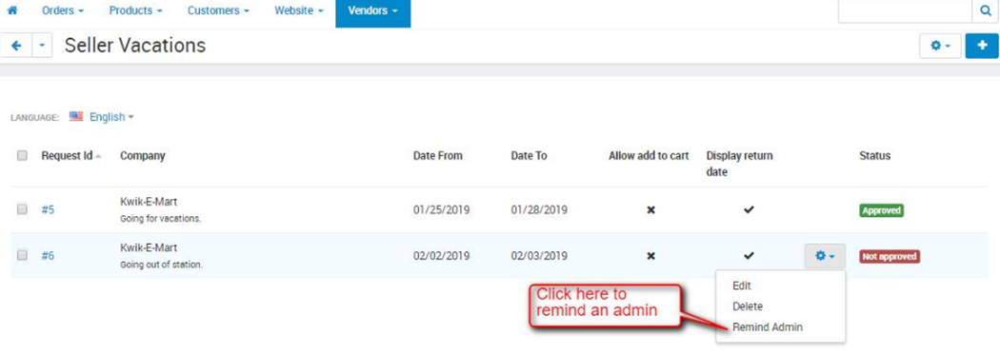 Orders Products Customers Website Vendors
Seller Vacations
LANGUAGE: English
Request Id Company Date From Date To Allow add to cart Display return date Status
#5 Kwik-E-Mart 01/25/2019 01/28/2019 Approved
Going for vacations.
#6 Kwik-E-Mart 02/02/2019 02/03/2019 Not approved
Going out of station.
Edit
Delete
Remind Admin
Click here to
remind an admin